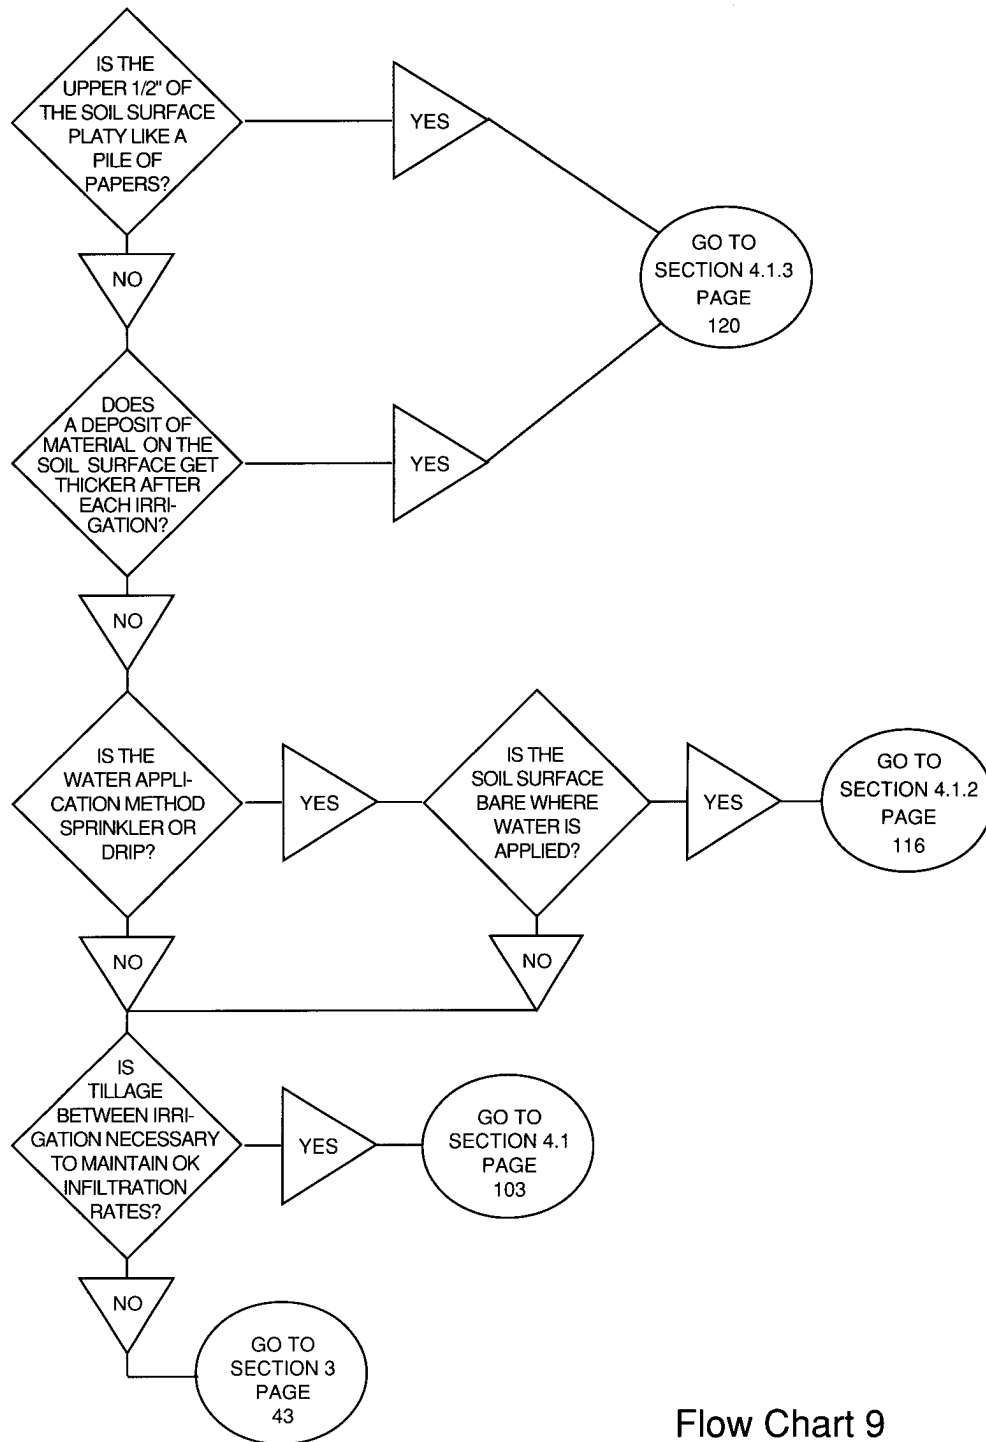 IS THE
UPPER 1/2" OF
THE SOIL SURFACE
PLATY LIKE A
PILE OF
PAPERS?
YES
GO TO
SECTION 4.1.3
PAGE
120
NO
DOES
A DEPOSIT OF
MATERIAL ON THE
SOIL SURFACE GET
THICKER AFTER
EACH IRRI-
GATION?
YES
NO
IS THE
WATER APPLI-
CATION METHOD
SPRINKLER OR
DRIP?
YES
IS THE
SOIL SURFACE
BARE WHERE
WATER IS
APPLIED?
YES
GO TO
SECTION 4.1.2
PAGE
116
NO
NO
IS
TILLAGE
BETWEEN IRRI-
GATION NECESSARY
TO MAINTAIN OK
INFILTRATION
RATES?
YES
GO TO
SECTION 4.1
PAGE
103
NO
GO TO
SECTION 3
PAGE
43
Flow Chart 9